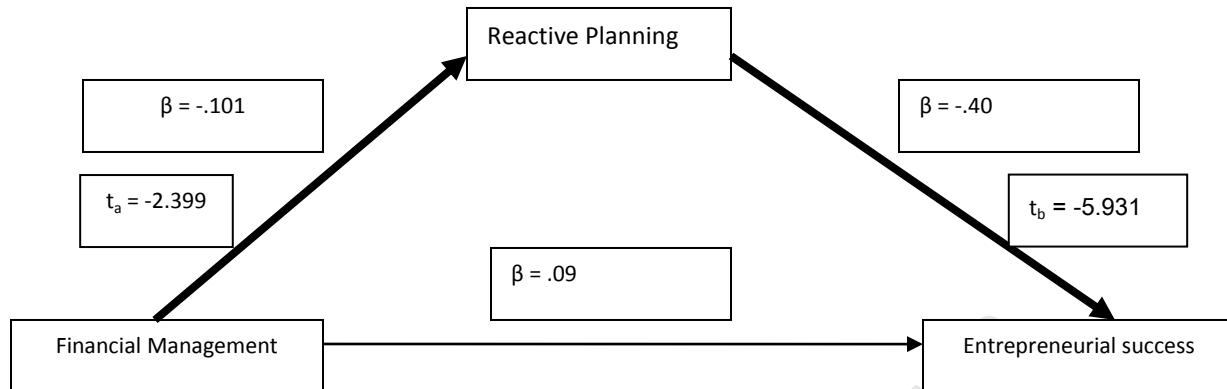 Reactive Planning
β = -.101
β = -.40
tₐ = -2.399
t_b = -5.931
β = .09
Financial Management
Entrepreneurial success